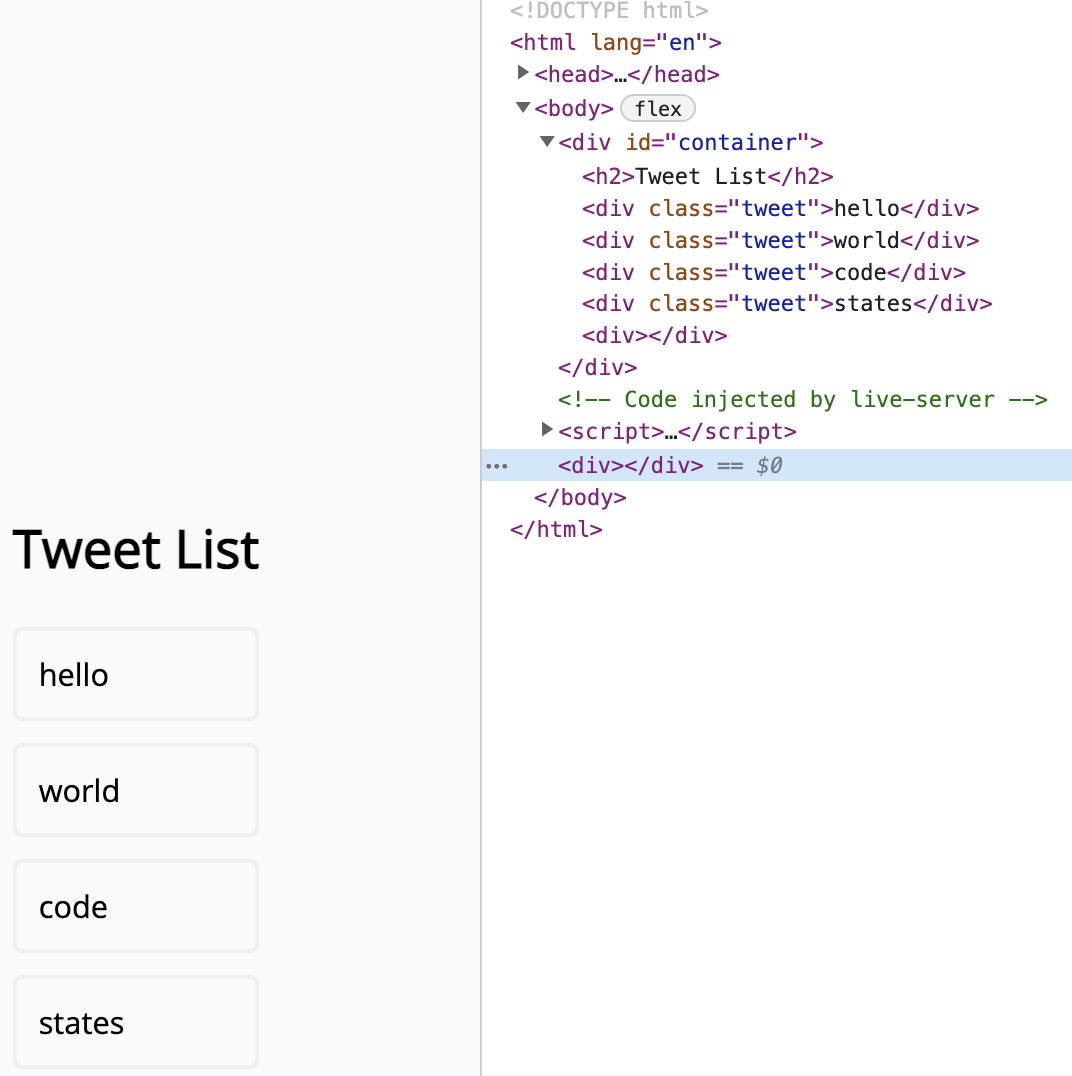 Tweet List
hello
world
code
states
<!DOCTYPE html>
<html lang="en">
<head>…</head>
<body> flex
<div id="container">
<h2>Tweet List</h2>
<div class="tweet">hello</div>
<div class="tweet">world</div>
<div class="tweet">code</div>
<div class="tweet">states</div>
<div></div>
</div>
<!-- Code injected by live-server -->
<script>…</script>
<div></div> == $0
</body>
</html>